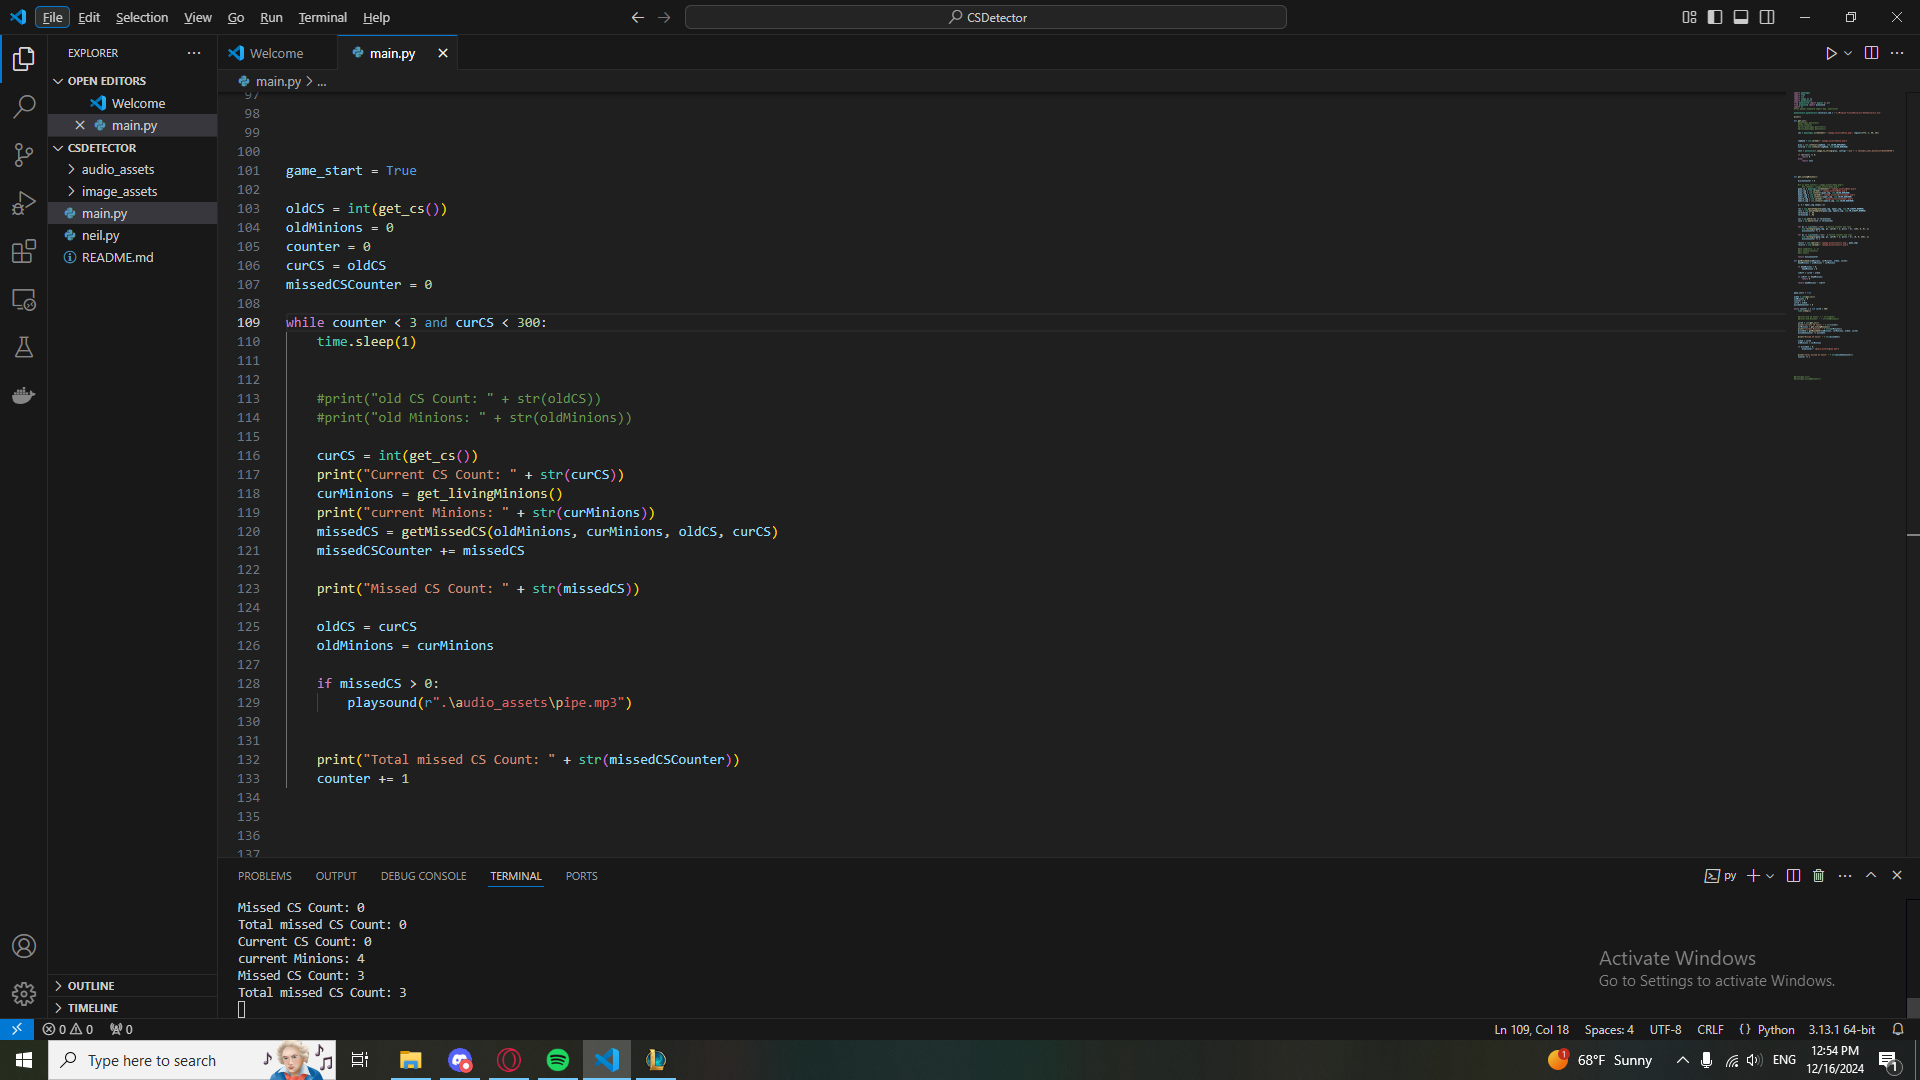 File Edit Selection View Go Run Terminal Help
CSDetector
EXPLORER
OPEN EDITORS
Welcome
main.py
CSDETECTOR
audio_assets
image_assets
main.py
neil.py
README.md
OUTLINE
TIMELINE
Welcome
main.py
main.py > ...
97
98
99
100
101 game_start = True
102
103 oldCS = int(get_cs())
104 oldMinions = 0
105 counter = 0
106 curCS = oldCS
107 missedCSCounter = 0
108
109 while counter < 3 and curCS < 300:
110 time.sleep(1)
111
112
113 #print("old CS Count: " + str(oldCS))
114 #print("old Minions: " + str(oldMinions))
115
116 curCS = int(get_cs())
117 print("Current CS Count: " + str(curCS))
118 curMinions = get_livingMinions()
119 print("current Minions: " + str(curMinions))
120 missedCS = getMissedCS(oldMinions, curMinions, oldCS, curCS)
121 missedCSCounter += missedCS
122
123 print("Missed CS Count: " + str(missedCS))
124
125 oldCS = curCS
126 oldMinions = curMinions
127
128 if missedCS > 0:
129 playsound(r".\audio_assets\pipe.mp3")
130
131
132 print("Total missed CS Count: " + str(missedCSCounter))
133 counter += 1
134
135
136
137
PROBLEMS OUTPUT DEBUG CONSOLE TERMINAL PORTS
py
Missed CS Count: 0
Total missed CS Count: 0
Current CS Count: 0
current Minions: 4
Missed CS Count: 3
Total missed CS Count: 3
Activate Windows
Go to Settings to activate Windows.
0 0 0
Ln 109, Col 18 Spaces: 4 UTF-8 CRLF {} Python 3.13.1 64-bit
Type here to search
1 68°F Sunny
ENG
12:54 PM
12/16/2024
1